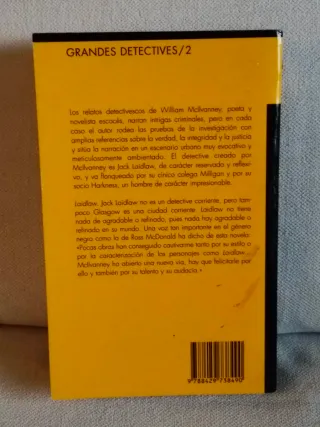 GRANDES DETECTIVES/2
Los relatos detectivescos de William McIlvanney, poeta y
novelista escocés, narran intrigas criminales, pero en cada
caso el autor rodea las pruebas de la investigación con
amplias referencias sobre la verdad, la integridad y la justicia
y sitúa la narración en un escenario urbano muy evocativo y
meticulosamente ambientado. El detective creado por
McIlvanney es Jack Laidlaw, de carácter reservado y reflexi-
vo, y va flanqueado por su cínico colega Milligan y por su
socio Harkness, un hombre de carácter impresionable.
Laidlaw. Jack Laidlaw no es un detective corriente, pero tam-
poco Glasgow es una ciudad corriente. Laidlaw no tiene
nada de agradable o refinado, pues nada hay agradable o
refinado en su mundo. Una voz tan importante en el género
negro como la de Ross McDonald ha dicho de esta novela:
«Pocas obras han conseguido cautivarme tanto por su estilo o
por la caracterización de los personajes como Laidlaw...
McIlvanney ha abierto una nueva vía, hay que felicitarle por
ello y también por su talento y su audacia.»
9 788429 738490